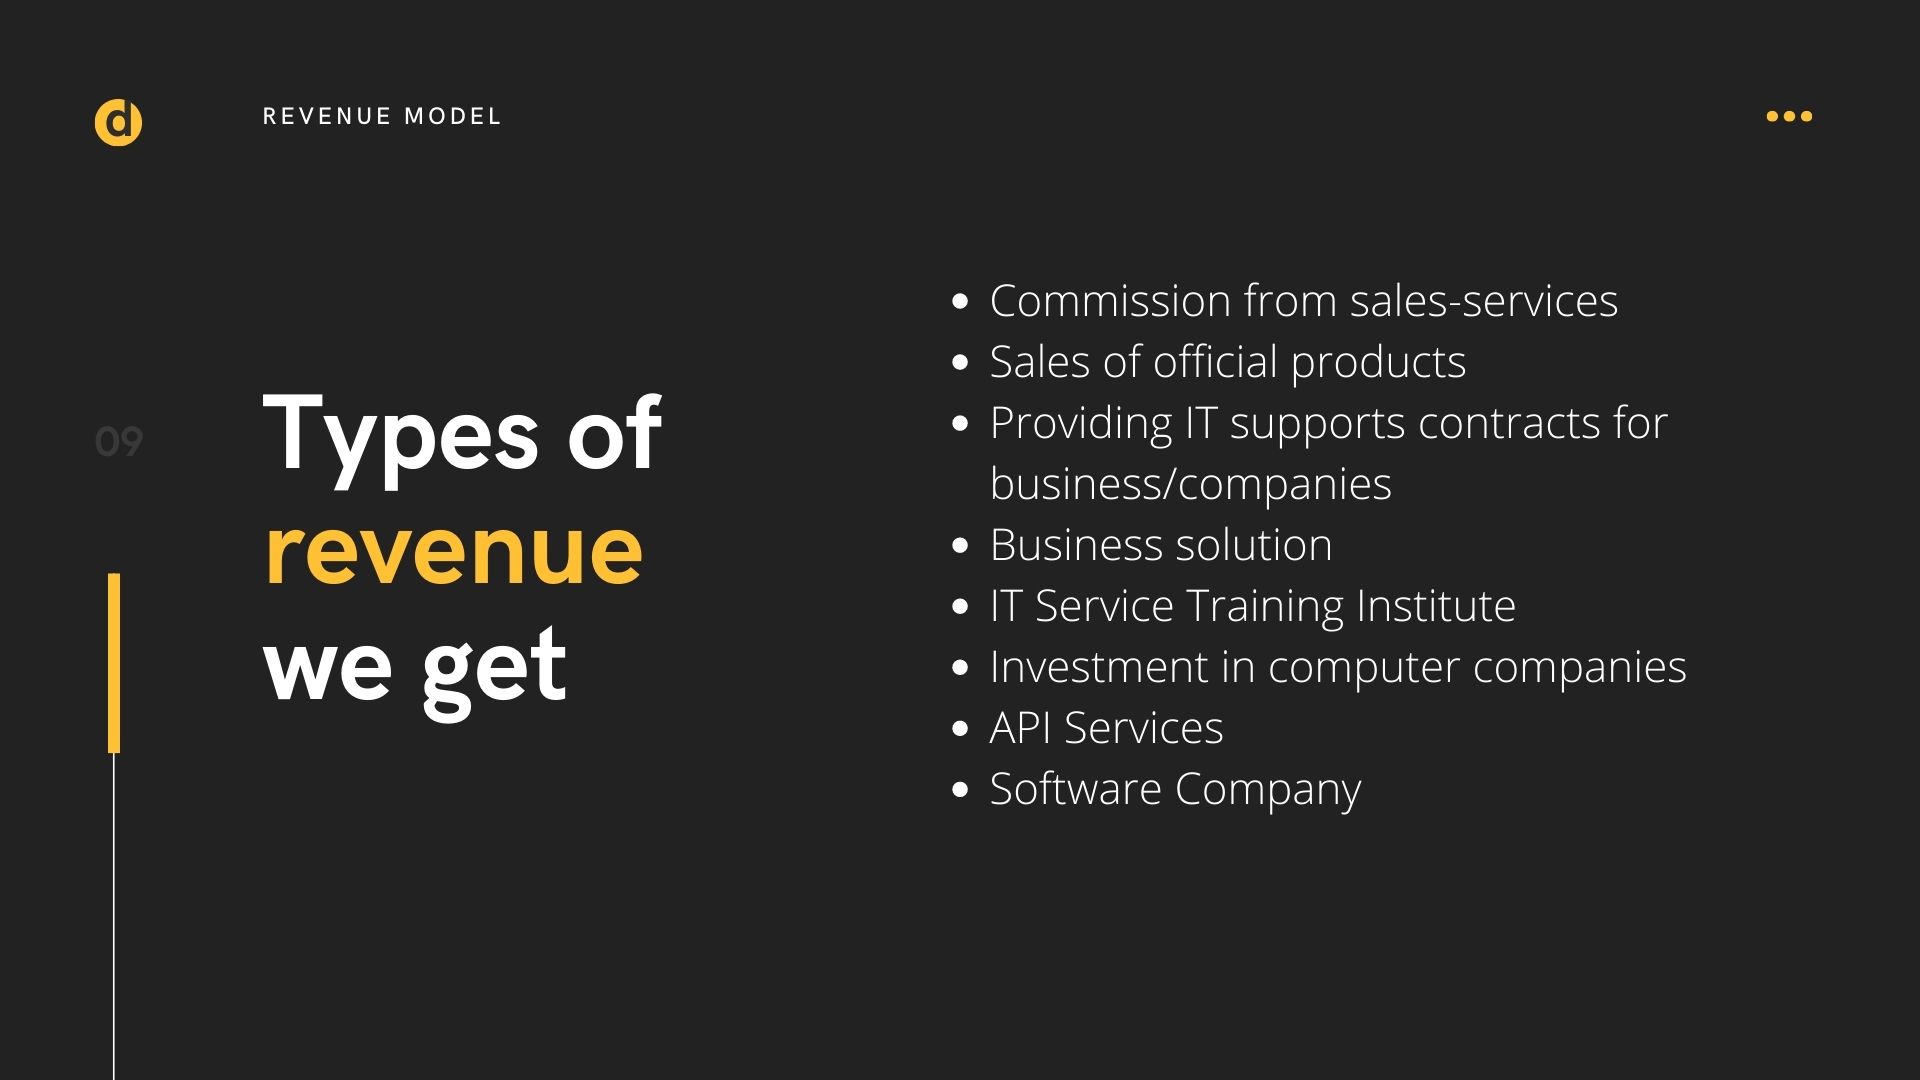 d
REVENUE MODEL
09
Types of
revenue
we get
• Commission from sales-services
• Sales of official products
• Providing IT supports contracts for
business/companies
• Business solution
• IT Service Training Institute
• Investment in computer companies
• API Services
• Software Company